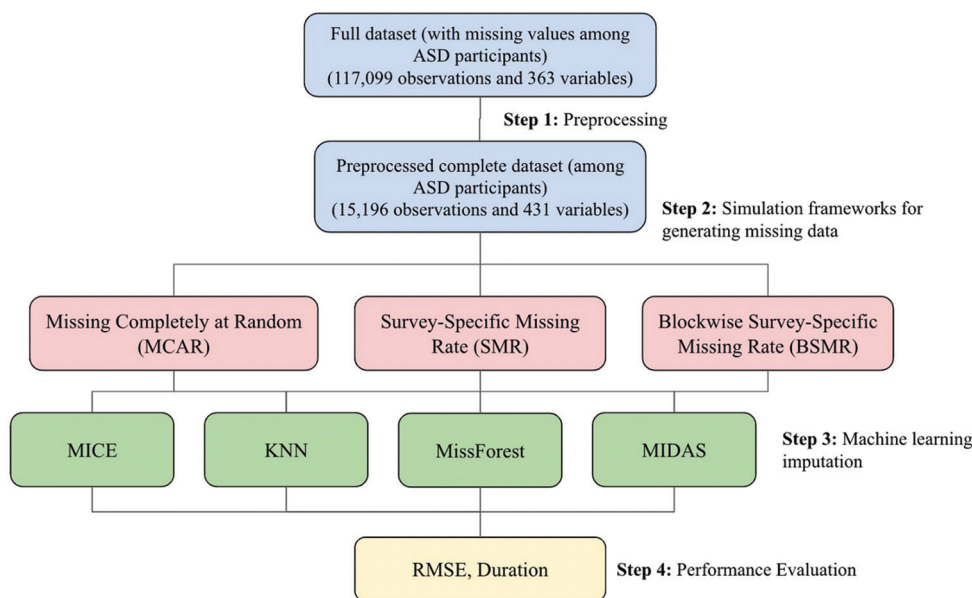 Full dataset (with missing values among
ASD participants)
(117,099 observations and 363 variables)
Step 1: Preprocessing
Preprocessed complete dataset (among
ASD participants)
(15,196 observations and 431 variables)
Step 2: Simulation frameworks for
generating missing data
Missing Completely at Random
(MCAR)
Survey-Specific Missing
Rate (SMR)
Blockwise Survey-Specific
Missing Rate (BSMR)
MICE
KNN
MissForest
MIDAS
Step 3: Machine learning
imputation
RMSE, Duration
Step 4: Performance Evaluation